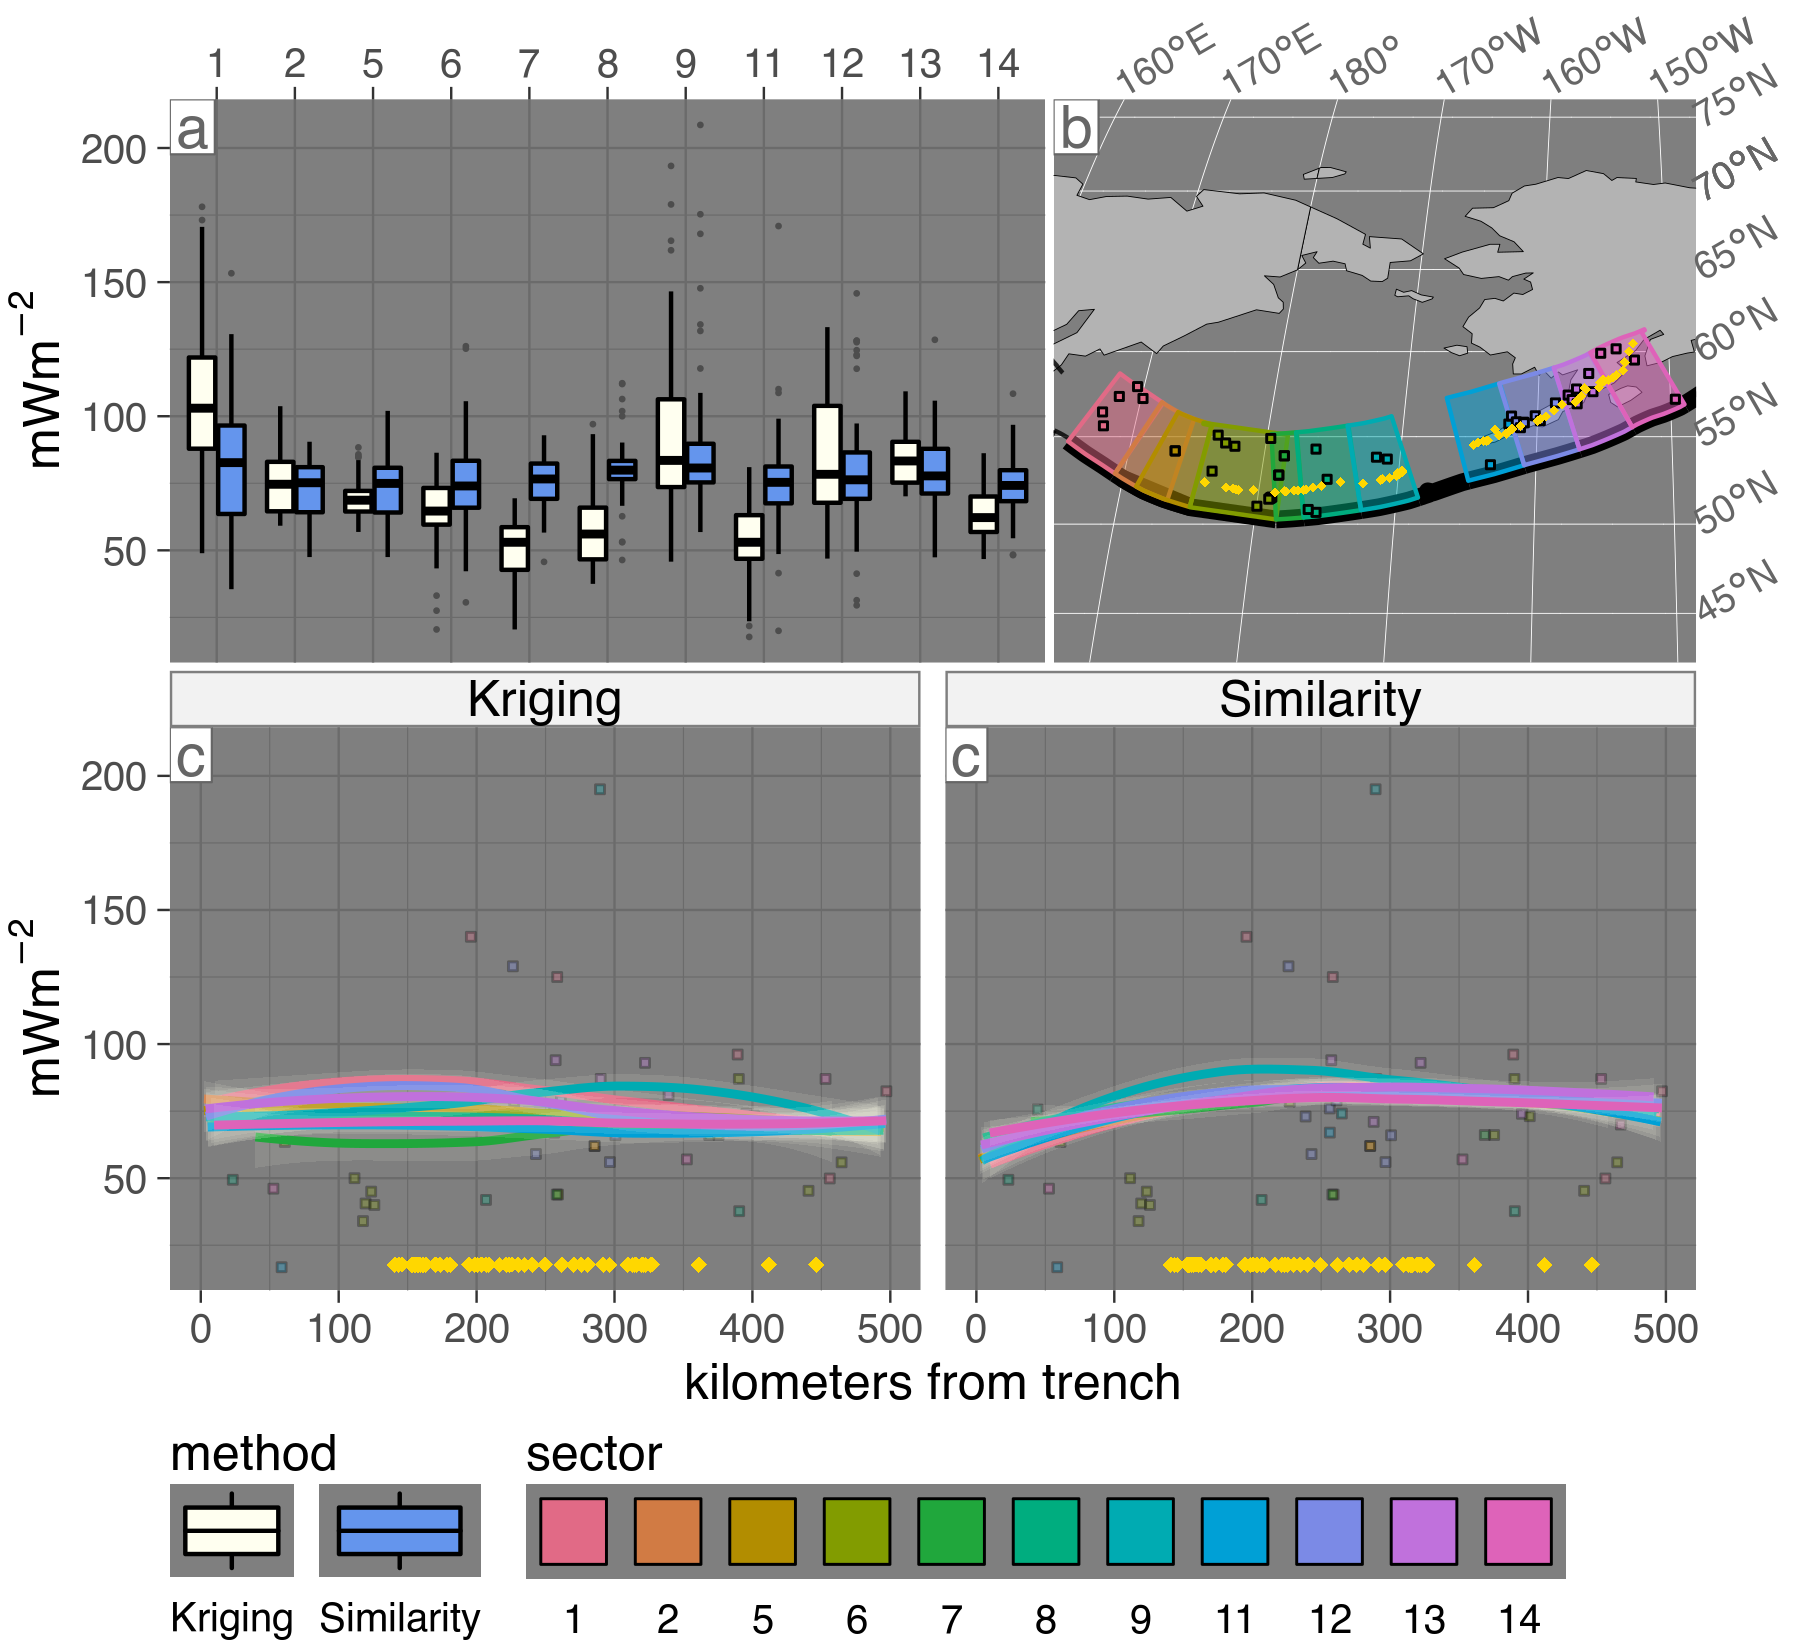 1 2 5 6 7 8 9 11 12 13 14
160°E 170°E 180° 170°W 160°W 150°W
a
b
200
150
100
50
mWm−2
75°N
70°N
65°N
60°N
55°N
50°N
45°N
Kriging
Similarity
c
c
200
150
100
50
mWm−2
0 100 200 300 400 500
0 100 200 300 400 500
kilometers from trench
method
sector
Kriging Similarity
1 2 5 6 7 8 9 11 12 13 14